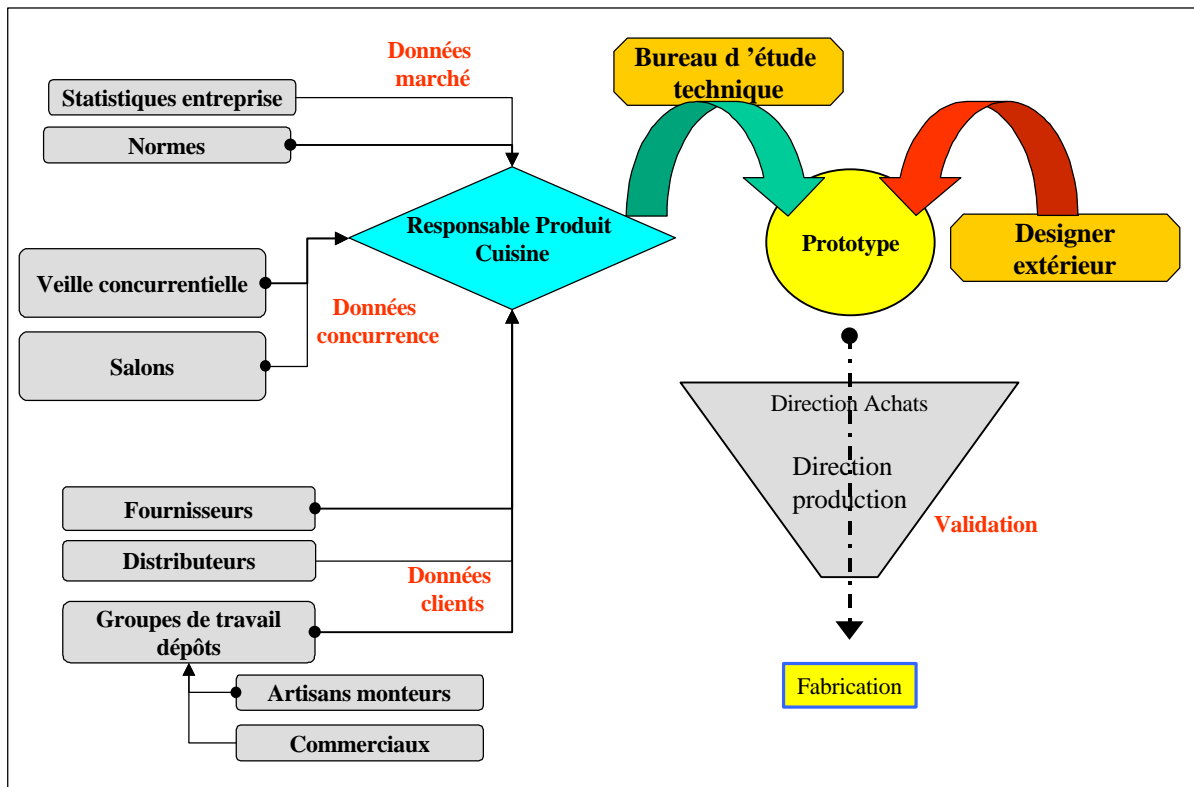 Données
marché
Statistiques entreprise
Normes
Bureau d ’étude
technique
Responsable Produit
Cuisine
Prototype
Designer
extérieur
Veille concurrentielle
Données
concurrence
Salons
Direction Achats
Direction
production
Validation
Fournisseurs
Distributeurs
Données
clients
Groupes de travail
dépôts
Artisans monteurs
Commerciaux
Fabrication